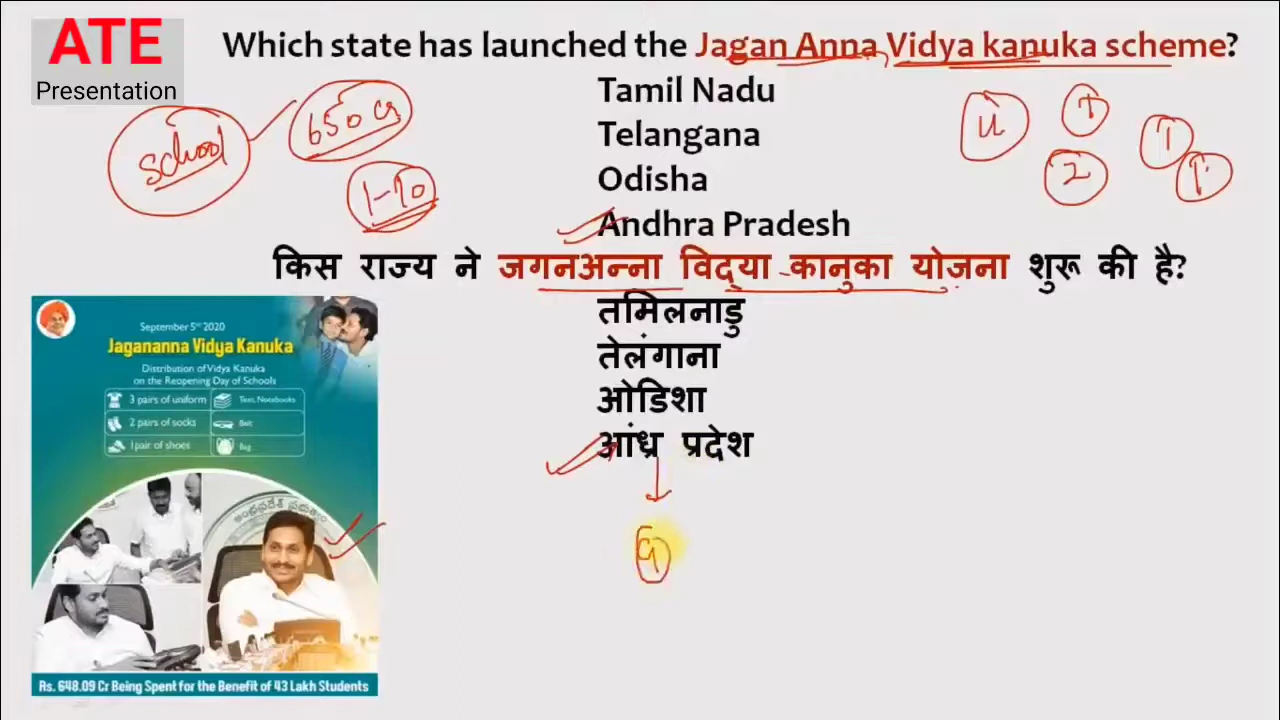 ATE
Presentation
Which state has launched the Jagan Anna Vidya kanuka scheme?
Tamil Nadu
Telangana
Odisha
Andhra Pradesh
school
650 cr
1-10
U
T
2
T
T
किस राज्य ने जगनअन्ना विद्या कानुका योजना शुरू की है?
तमिलनाडु
तेलंगाना
ओडिशा
आंध्र प्रदेश
September 5th 2020
Jagananna Vidya Kanuka
Distribution of Vidya Kanuka
on the Reopening Day of Schools
3 pairs of uniform
Text, Notebooks
2 pairs of socks
Belt
1 pair of shoes
Bag
Rs. 648.09 Cr Being Spent for the Benefit of 43 Lakh Students